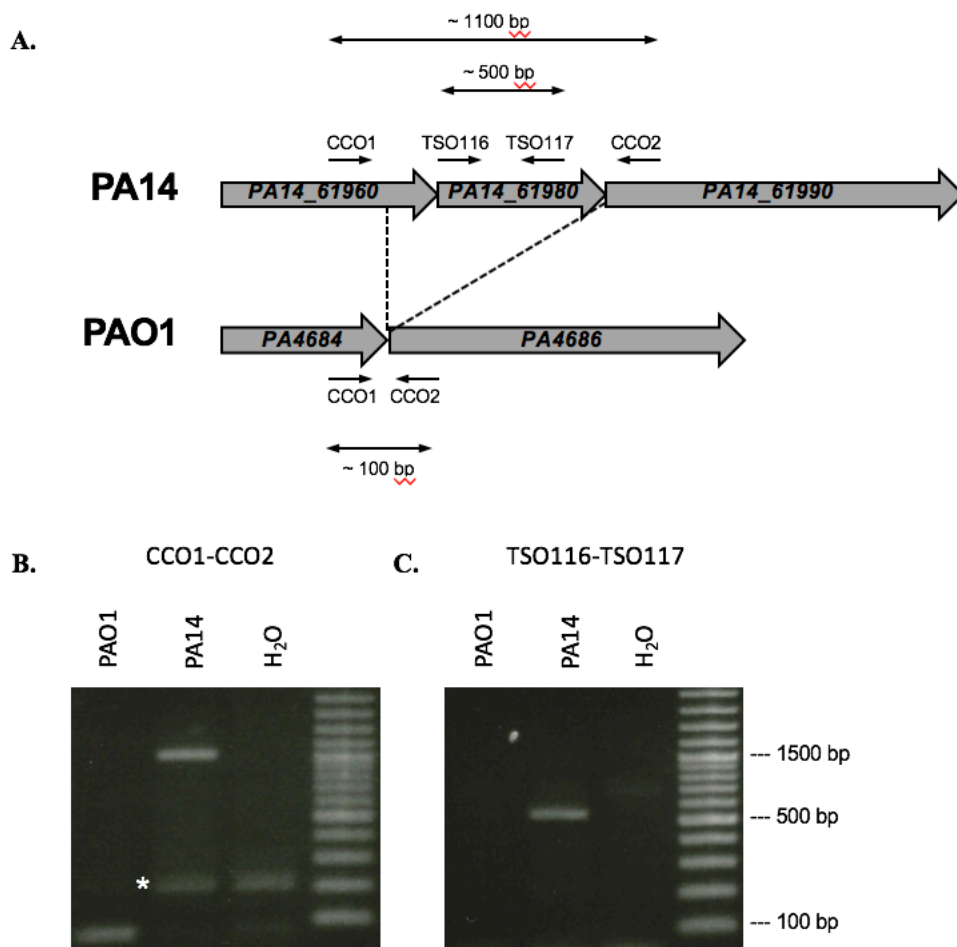 A.
~ 1100 bp
~ 500 bp
CCO1 TSO116 TSO117 CCO2
PA14 PA14_61960 PA14_61980 PA14_61990
PAO1 PA4684 PA4686
CCO1 CCO2
~ 100 bp
B. CCO1-CCO2
PAO1 PA14 H₂O
*
C. TSO116-TSO117
PAO1 PA14 H₂O
--- 1500 bp
--- 500 bp
--- 100 bp